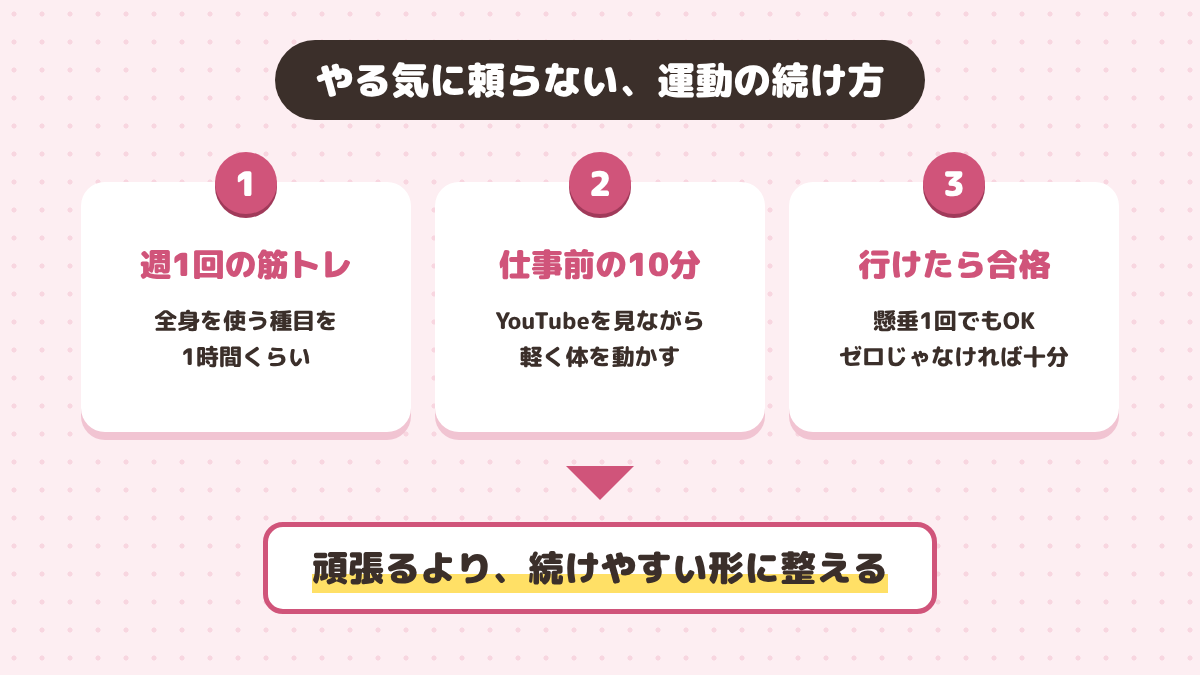 やる気に頼らない、運動の続け方
1
週1回の筋トレ
全身を使う種目を
1時間くらい
2
仕事前の10分
YouTubeを見ながら
軽く体を動かす
3
行けたら合格
懸垂1回でもOK
ゼロじゃなければ十分
頑張るより、続けやすい形に整える